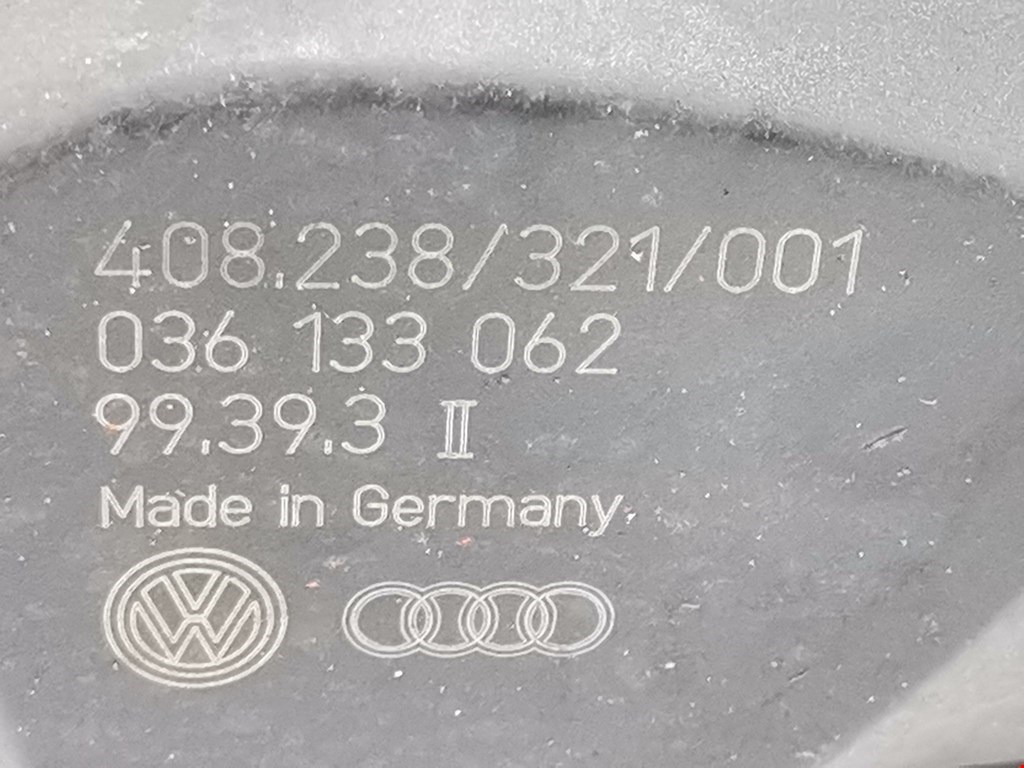 408.238/321/001
036 133 062
99.39.3 II
Made in Germany